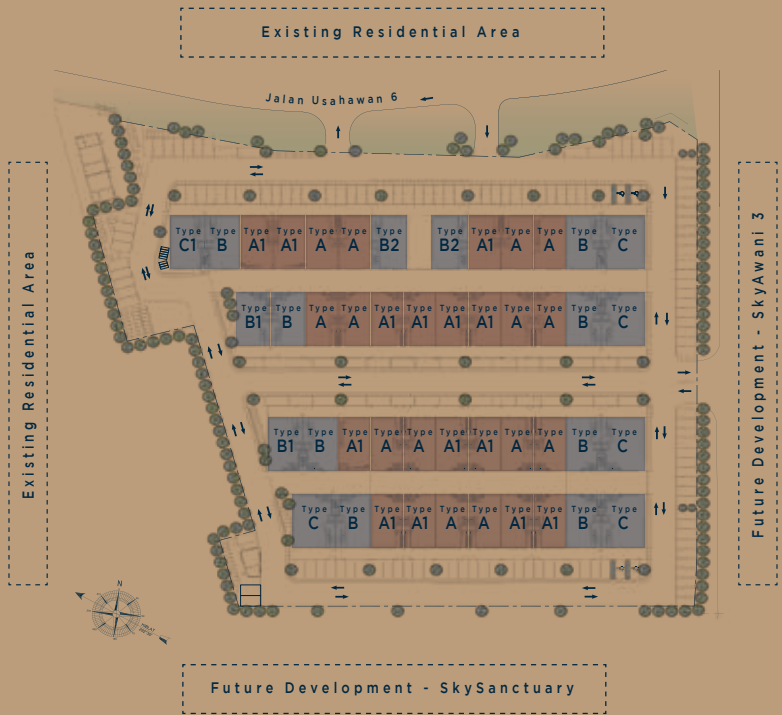 Existing Residential Area
Jalan Usahawan 6
Existing Residential Area
Future Development - SkyAwani 3
Type C1 Type B Type A1 Type A1 Type A Type A Type B2 Type B2 Type A1 Type A Type A Type B Type C
Type B1 Type B Type A Type A Type A1 Type A1 Type A1 Type A1 Type A Type A Type B Type C
Type B1 Type B Type A1 Type A Type A Type A1 Type A1 Type A Type A Type B Type C
Type C Type B Type A1 Type A1 Type A Type A Type A1 Type A1 Type B Type C
N
KIBLAT
Future Development - SkySanctuary